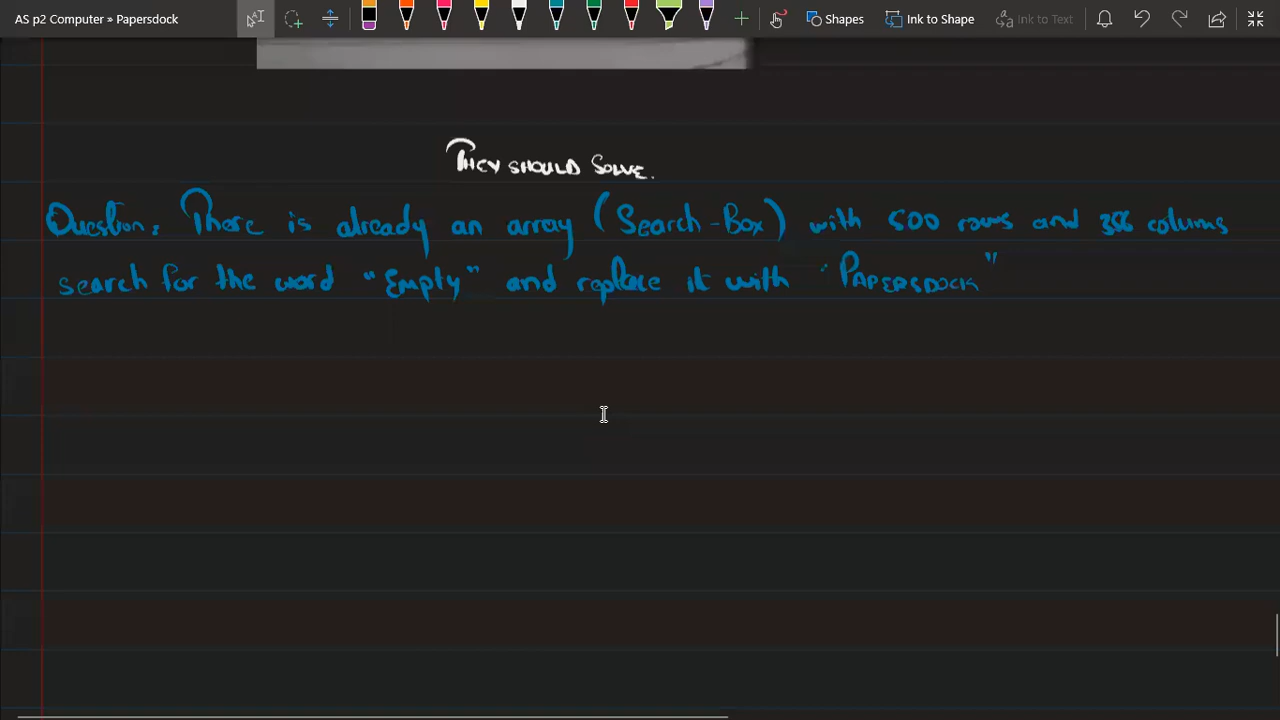 AS p2 Computer » Papersdock
Shapes
Ink to Shape
Ink to Text
THEY SHOULD SOLVE.
Question: There is already an array (Search-Box) with 500 rows and 356 columns
search for the word "Empty" and replace it with "PAPERSDOCK"